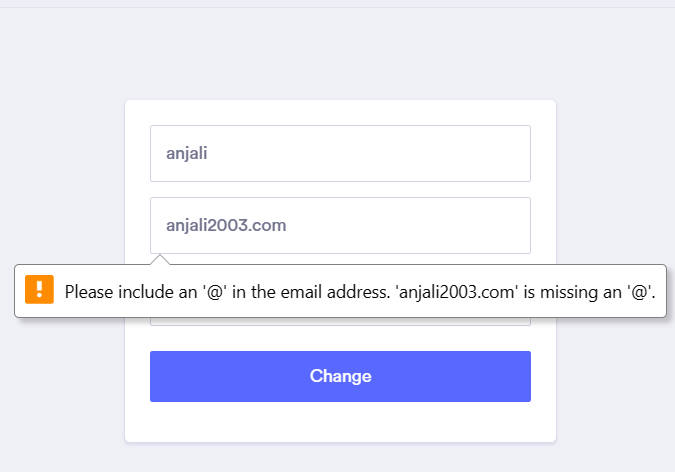 anjali
anjali2003.com
Please include an '@' in the email address. 'anjali2003.com' is missing an '@'.
Change